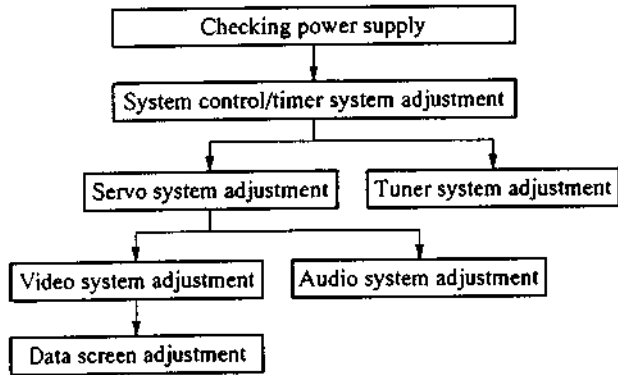 Checking power supply
System control/timer system adjustment
Servo system adjustment
Tuner system adjustment
Video system adjustment
Audio system adjustment
Data screen adjustment